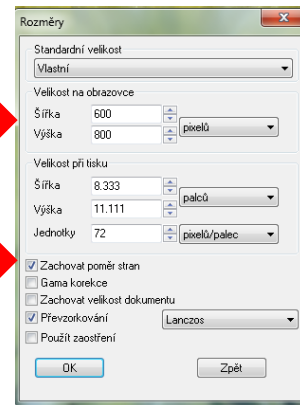 Rozměry
Standardní velikost
Vlastní
Velikost na obrazovce
Šířka 600
pixelů
Výška 800
Velikost při tisku
Šířka 8.333
palců
Výška 11.111
Jednotky 72 pixelů/palec
Zachovat poměr stran
Gama korekce
Zachovat velikost dokumentu
Převzorkování Lanczos
Použít zaostření
OK Zpět